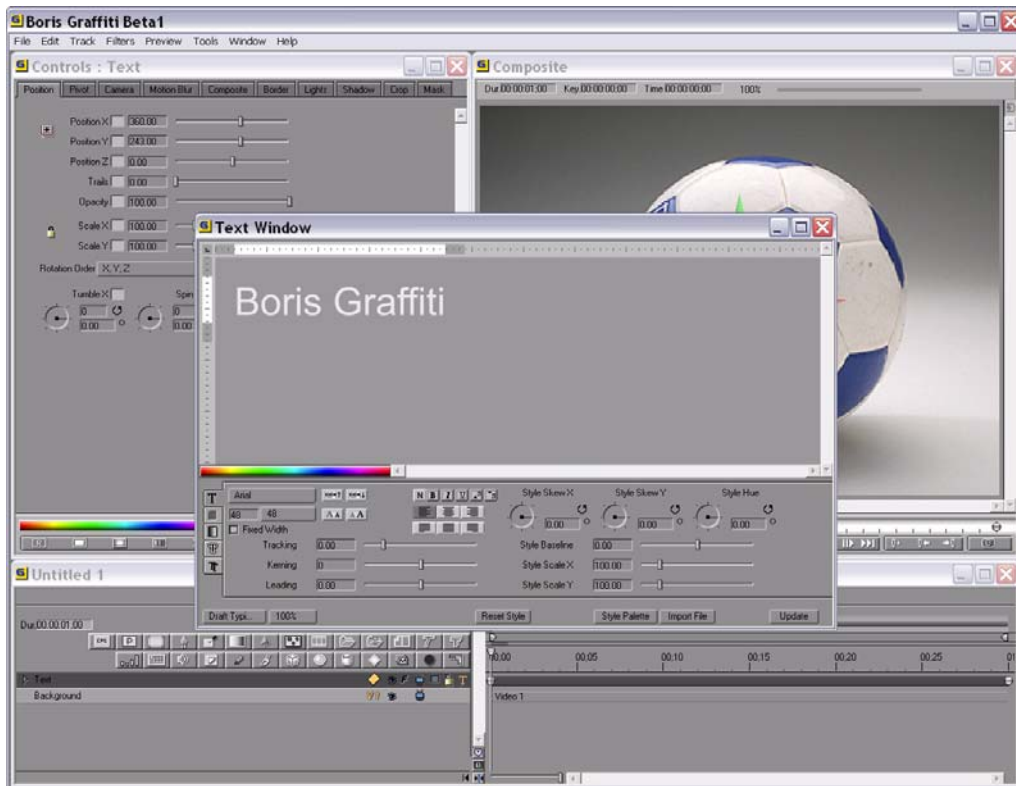 Boris Graffiti Beta1
File Edit Track Filters Preview Tools Window Help
Controls : Text
Position Pivot Camera Motion Blur Composite Border Lights Shadow Crop Mask
Position X 360.00
Position Y 243.00
Position Z 0.00
Trails 0.00
Opacity 100.00
Scale X 100.00
Scale Y 100.00
Rotation Order X,Y,Z
Tumble X Spin
0 0
0.00 0.00
Composite
Dur:00:00:01:00 Key:00:00:00:00 Time:00:00:00:00 100%
Text Window
Boris Graffiti
T Arial N B I U
48 48
Fixed Width
Tracking 0.00
Kerning 0
Leading 0.00
Style Skew X Style Skew Y Style Hue
0.00 0.00 0.00
Style Baseline 0.00
Style Scale X 100.00
Style Scale Y 100.00
Draft Typi... 100% Reset Style Style Palette Import File Update
Untitled 1
Dur:00:00:01:00
00;00 00;05 00;10 00;15 00;20 00;25 01
Text
Background
Video 1